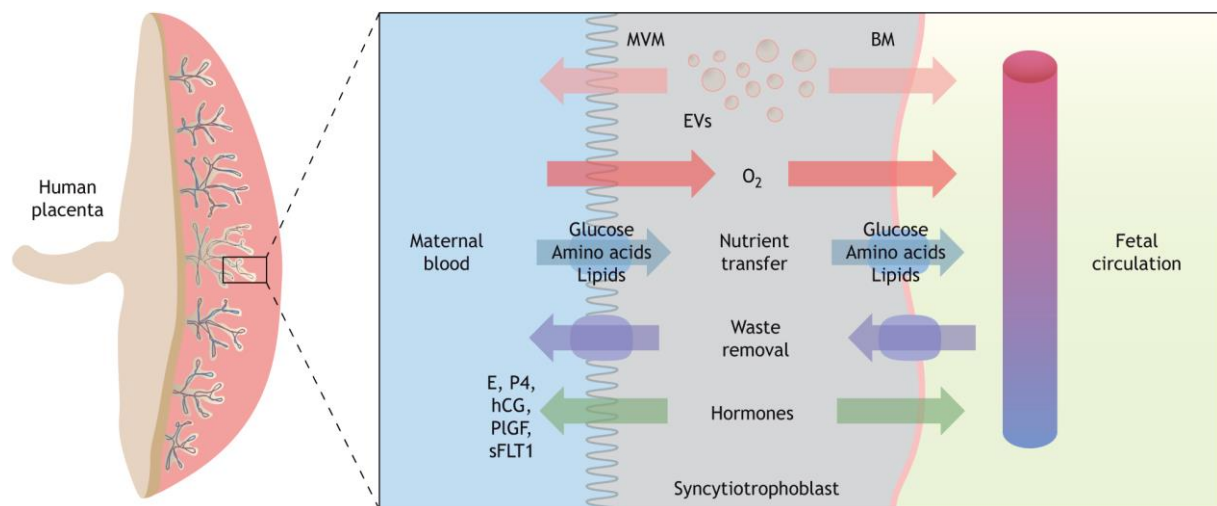 Human
placenta
MVM
BM
EVs
O₂
Maternal
blood
Glucose
Amino acids
Lipids
Nutrient
transfer
Glucose
Amino acids
Lipids
Fetal
circulation
Waste
removal
E, P4,
hCG,
PlGF,
sFLT1
Hormones
Syncytiotrophoblast